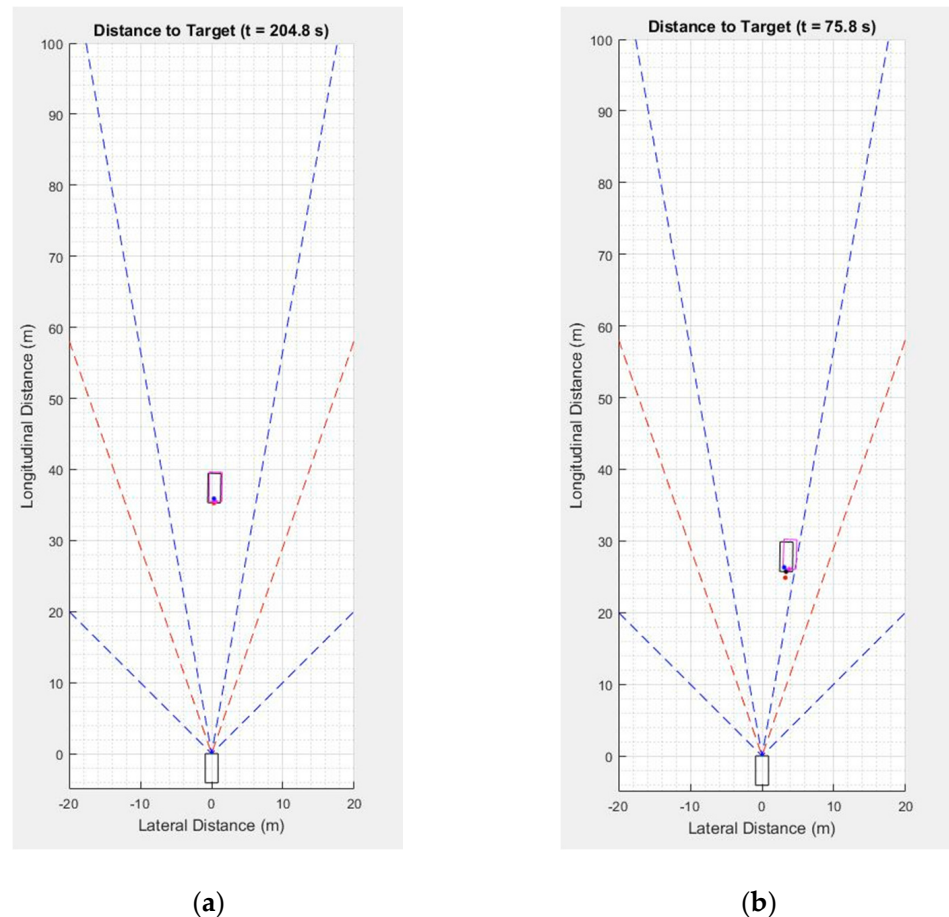 Distance to Target (t = 204.8 s)
100
90
80
70
60
50
40
30
20
10
0
Longitudinal Distance (m)
-20 -10 0 10 20
Lateral Distance (m)
(a)
Distance to Target (t = 75.8 s)
100
90
80
70
60
50
40
30
20
10
0
Longitudinal Distance (m)
-20 -10 0 10 20
Lateral Distance (m)
(b)